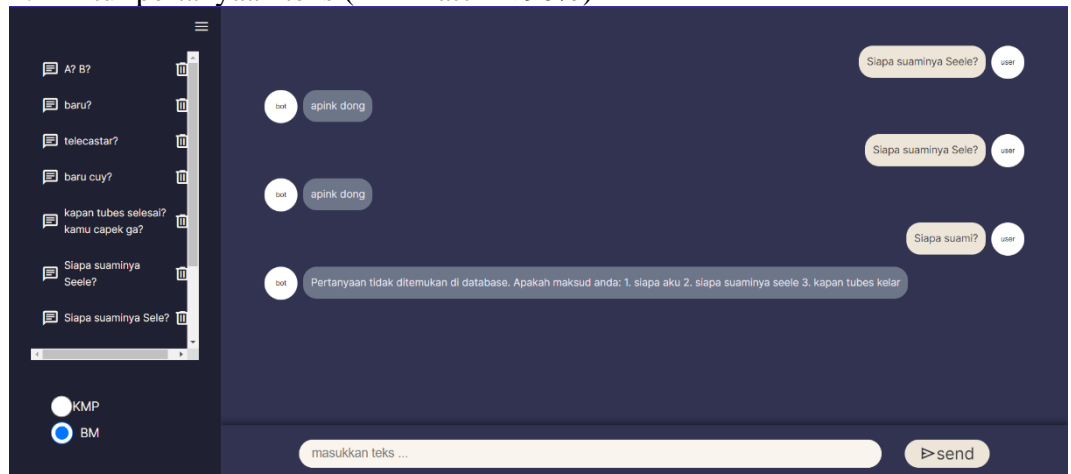 A? B?
baru?
telecastar?
baru cuy?
kapan tubes selesai?
kamu capek ga?
Siapa suaminya
Seele?
Siapa suaminya Sele?
KMP
BM
Siapa suaminya Seele?
user
bot
apink dong
Siapa suaminya Sele?
user
bot
apink dong
Siapa suami?
user
bot
Pertanyaan tidak ditemukan di database. Apakah maksud anda: 1. siapa aku 2. siapa suaminya seele 3. kapan tubes kelar
masukkan teks ...
send